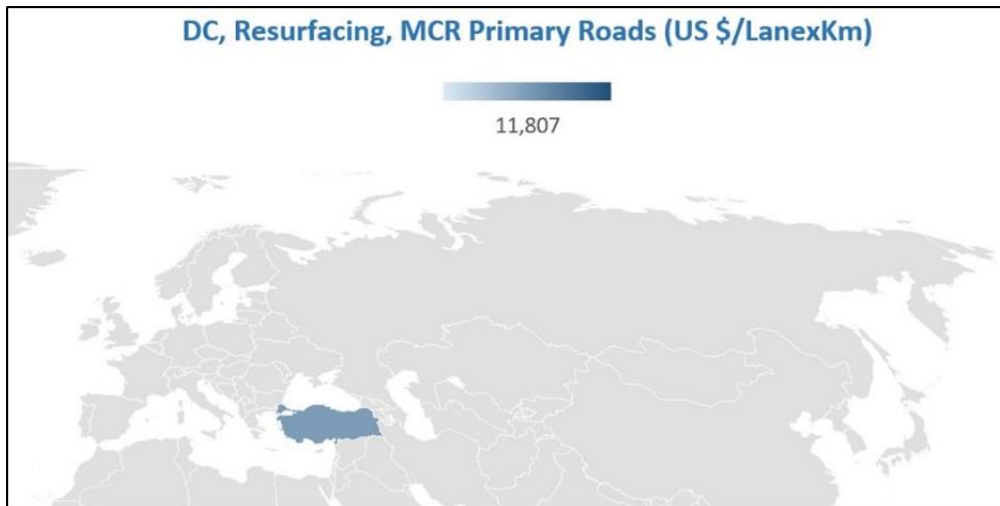 DC, Resurfacing, MCR Primary Roads (US $/LanexKm)
11,807